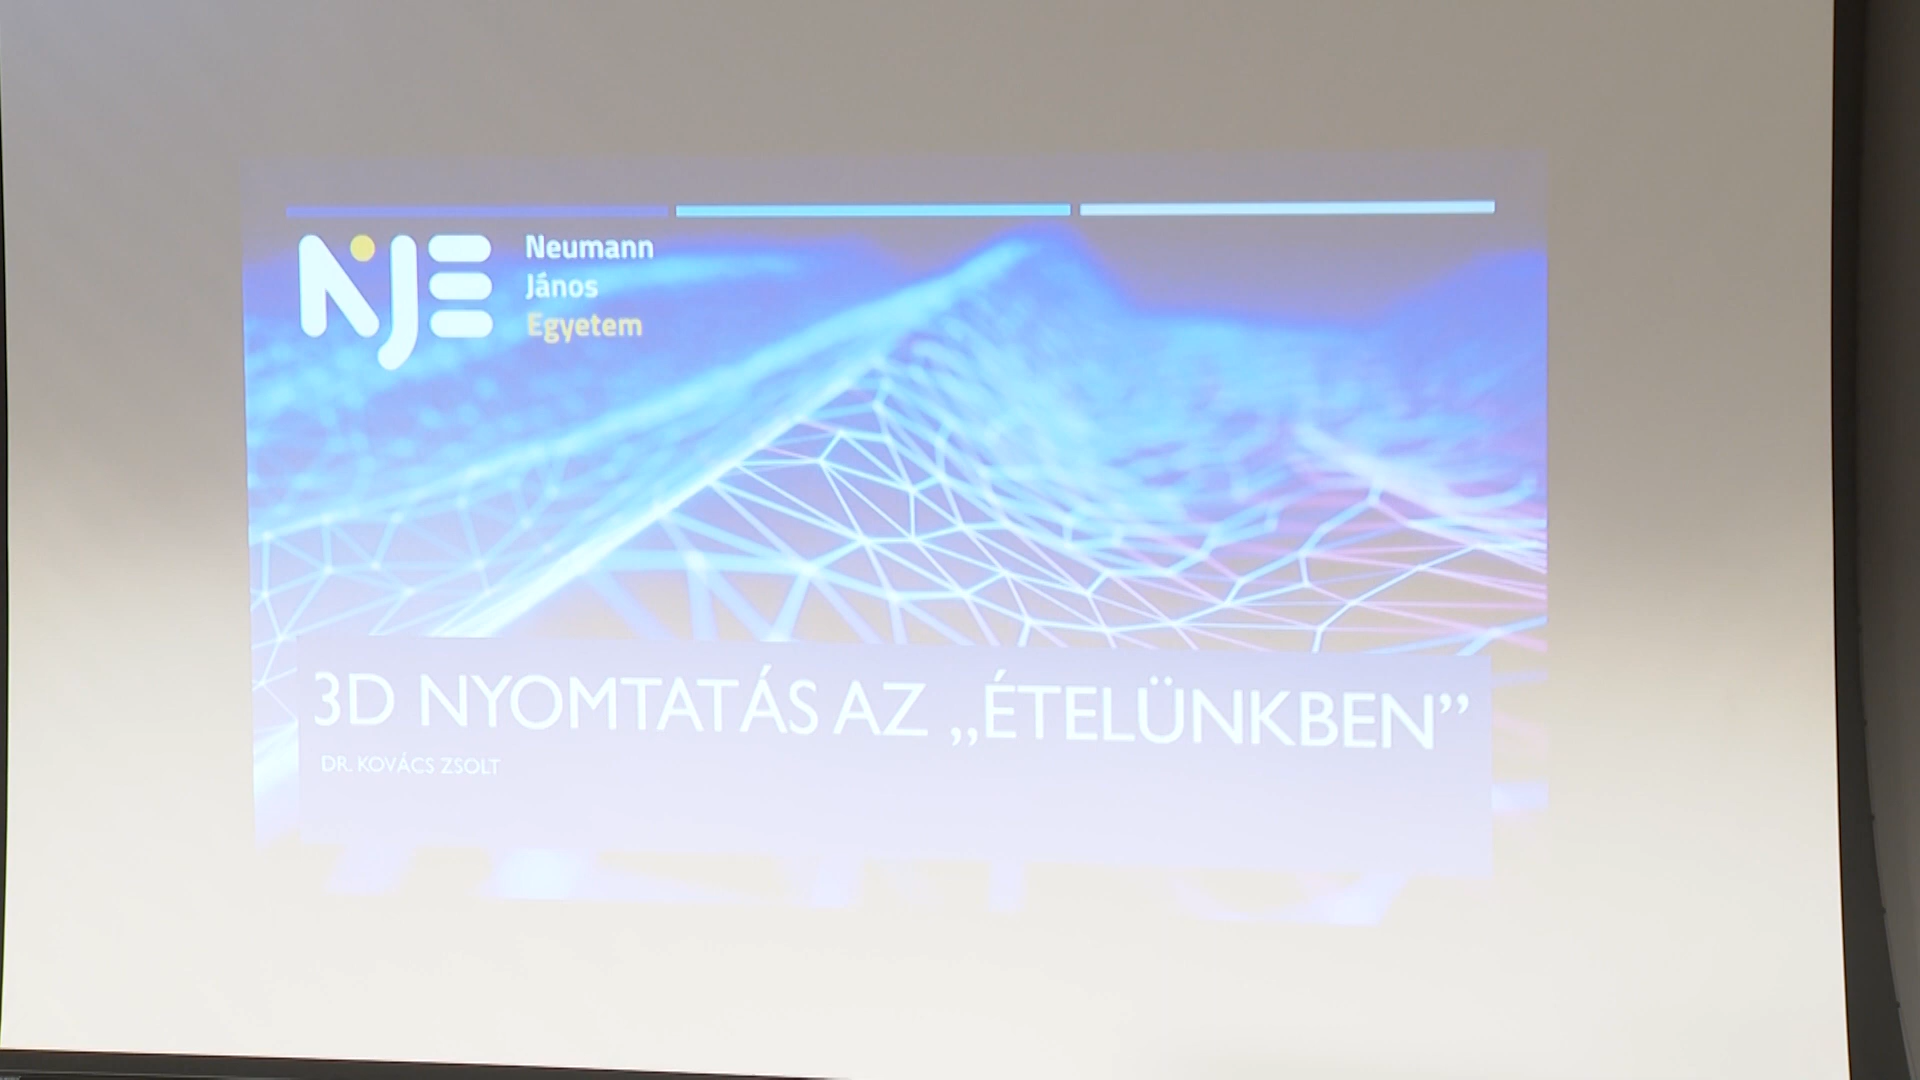 NJE
Neumann
János
Egyetem
3D NYOMTATÁS AZ „ÉTELÜNKBEN”
DR. KOVÁCS ZSOLT